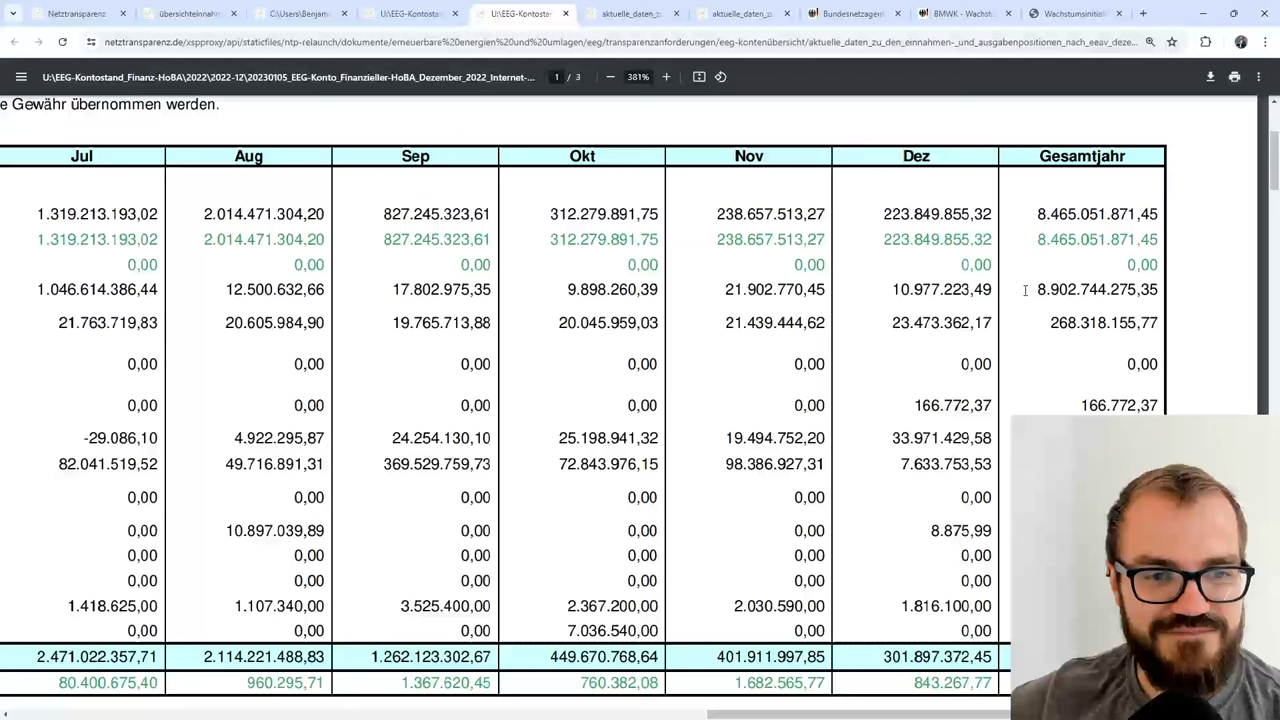 Netztransparenz
übersichteinnahm
C:\Users\Benjam
U:\EEG-Kontosta
U:\EEG-Kontosta
aktuelle_daten_z
aktuelle_daten_z
Bundesnetzagen
BMWK - Wachst
Wachstumsinitia
netztransparenz.de/xspproxy/api/staticfiles/ntp-relaunch/dokumente/erneuerbare%20energien%20und%20umlagen/eeg/transparenzanforderungen/eeg-kontenübersicht/aktuelle_daten_zu_den_einnahmen-_und_ausgabenpositionen_nach_eeav_deze...
U:\EEG-Kontostand_Finanz-HoBA\2022\2022-12\20230105_EEG-Konto_Finanzieller-HoBA_Dezember_2022_Internet-... 1 / 3 381%
e Gewähr übernommen werden.
Jul Aug Sep Okt Nov Dez Gesamtjahr
1.319.213.193,02 2.014.471.304,20 827.245.323,61 312.279.891,75 238.657.513,27 223.849.855,32 8.465.051.871,45
1.319.213.193,02 2.014.471.304,20 827.245.323,61 312.279.891,75 238.657.513,27 223.849.855,32 8.465.051.871,45
0,00 0,00 0,00 0,00 0,00 0,00 0,00
1.046.614.386,44 12.500.632,66 17.802.975,35 9.898.260,39 21.902.770,45 10.977.223,49 8.902.744.275,35
21.763.719,83 20.605.984,90 19.765.713,88 20.045.959,03 21.439.444,62 23.473.362,17 268.318.155,77
0,00 0,00 0,00 0,00 0,00 0,00 0,00
0,00 0,00 0,00 0,00 0,00 166.772,37 166.772,37
-29.086,10 4.922.295,87 24.254.130,10 25.198.941,32 19.494.752,20 33.971.429,58
82.041.519,52 49.716.891,31 369.529.759,73 72.843.976,15 98.386.927,31 7.633.753,53
0,00 0,00 0,00 0,00 0,00 0,00
0,00 10.897.039,89 0,00 0,00 0,00 8.875,99
0,00 0,00 0,00 0,00 0,00 0,00
0,00 0,00 0,00 0,00 0,00 0,00
1.418.625,00 1.107.340,00 3.525.400,00 2.367.200,00 2.030.590,00 1.816.100,00
0,00 0,00 0,00 7.036.540,00 0,00 0,00
2.471.022.357,71 2.114.221.488,83 1.262.123.302,67 449.670.768,64 401.911.997,85 301.897.372,45
80.400.675,40 960.295,71 1.367.620,45 760.382,08 1.682.565,77 843.267,77